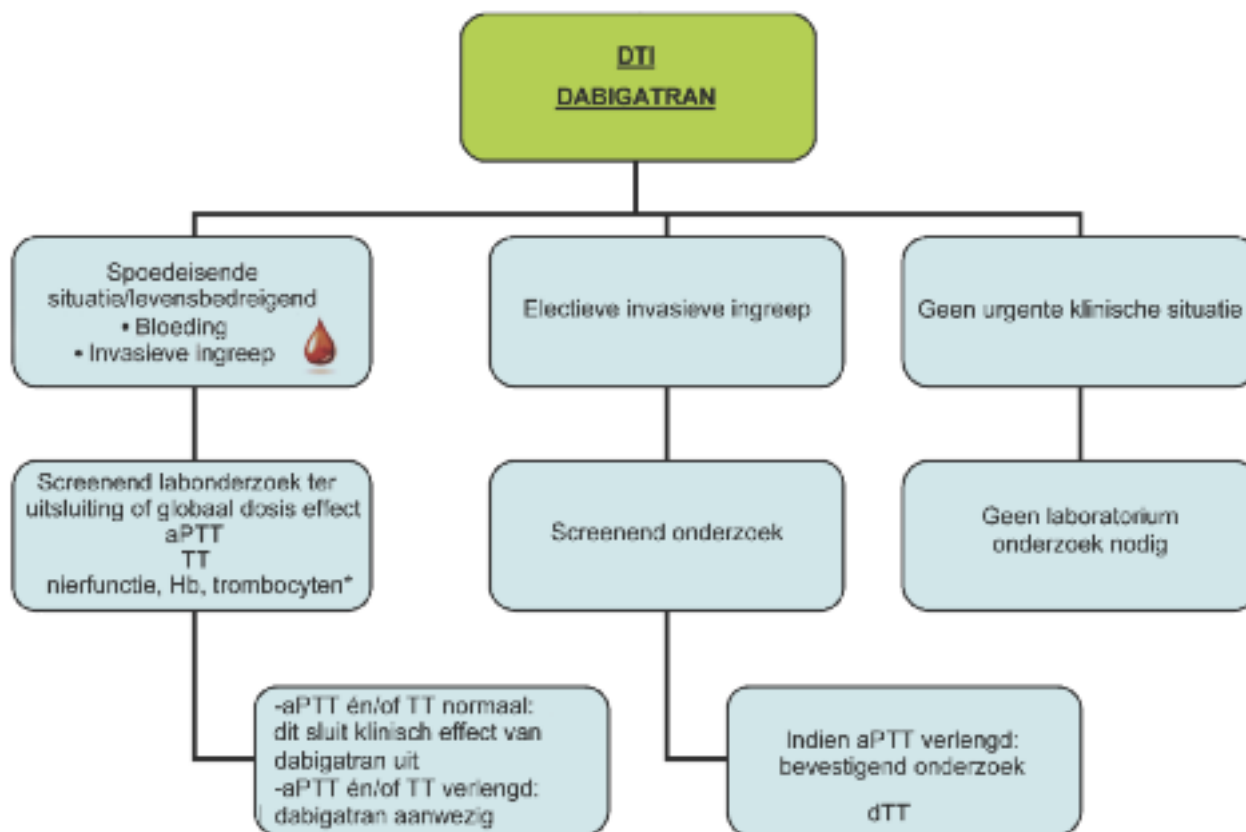 DTI
DABIGATRAN
Spoedeisende
situatie/levensbedreigend
• Bloeding
• Invasieve ingreep
Electieve invasieve ingreep
Geen urgente klinische situatie
Screenend labonderzoek ter
uitsluiting of globaal dosis effect
aPTT
TT
nierfunctie, Hb, trombocyten*
Screenend onderzoek
Geen laboratorium
onderzoek nodig
-aPTT én/of TT normaal:
dit sluit klinisch effect van
dabigatran uit
-aPTT én/of TT verlengd:
dabigatran aanwezig
Indien aPTT verlengd:
bevestigend onderzoek
dTT